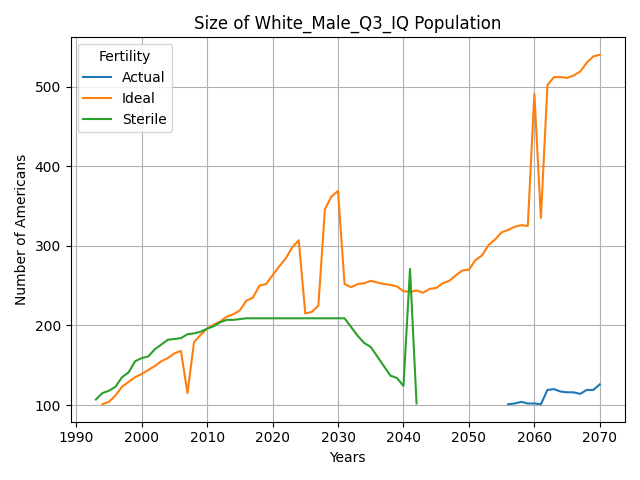 Size of White_Male_Q3_IQ Population
Fertility
Actual
Ideal
Sterile
Number of Americans
500
400
300
200
100
1990
2000
2010
2020
2030
2040
2050
2060
2070
Years